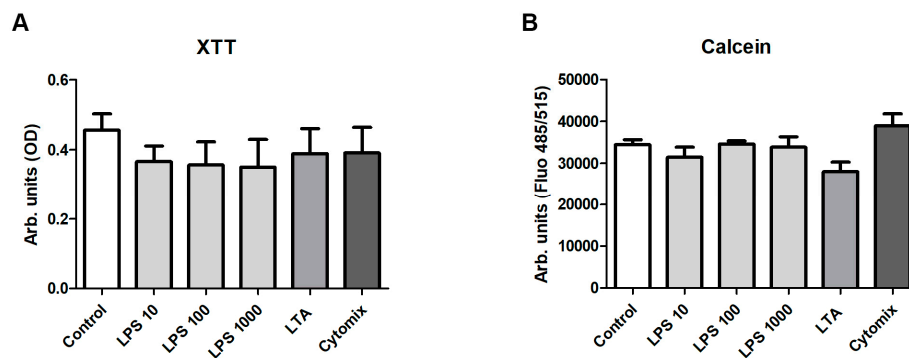 A
XTT
Arb. units (OD)
0.6
0.4
0.2
0.0
Control
LPS 10
LPS 100
LPS 1000
LTA
Cytomix
B
Calcein
Arb. units (Fluo 485/515)
50000
40000
30000
20000
10000
0
Control
LPS 10
LPS 100
LPS 1000
LTA
Cytomix